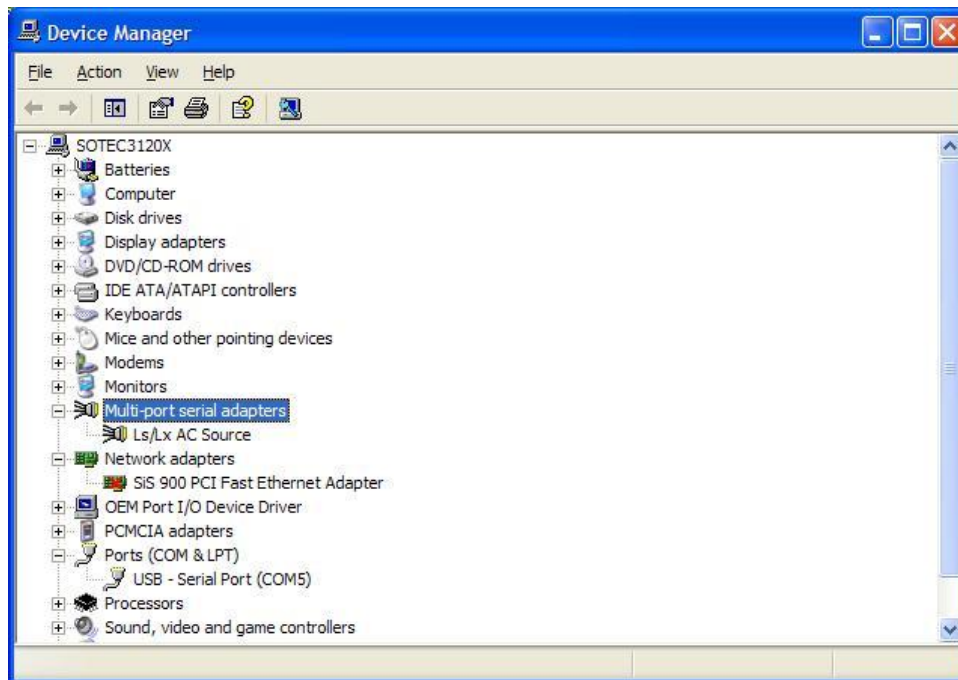 Device Manager
File Action View Help
SOTEC3120X
Batteries
Computer
Disk drives
Display adapters
DVD/CD-ROM drives
IDE ATA/ATAPI controllers
Keyboards
Mice and other pointing devices
Modems
Monitors
Multi-port serial adapters
Ls/Lx AC Source
Network adapters
SiS 900 PCI Fast Ethernet Adapter
OEM Port I/O Device Driver
PCMCIA adapters
Ports (COM & LPT)
USB - Serial Port (COM5)
Processors
Sound, video and game controllers